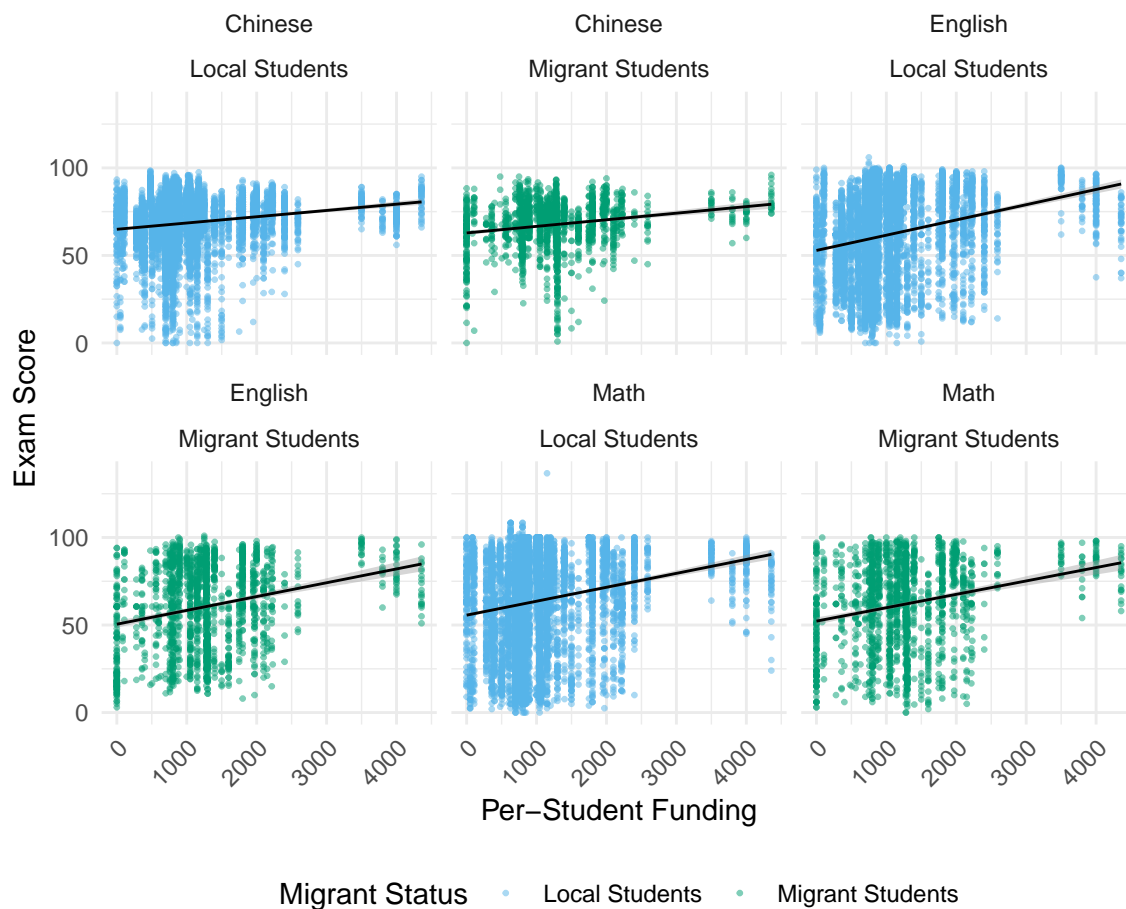 Chinese Chinese English
Local Students Migrant Students Local Students
100
50
0
English Math Math
Migrant Students Local Students Migrant Students
100
50
0
Exam Score
0 1000 2000 3000 4000 0 1000 2000 3000 4000 0 1000 2000 3000 4000
Per−Student Funding
Migrant Status Local Students Migrant Students